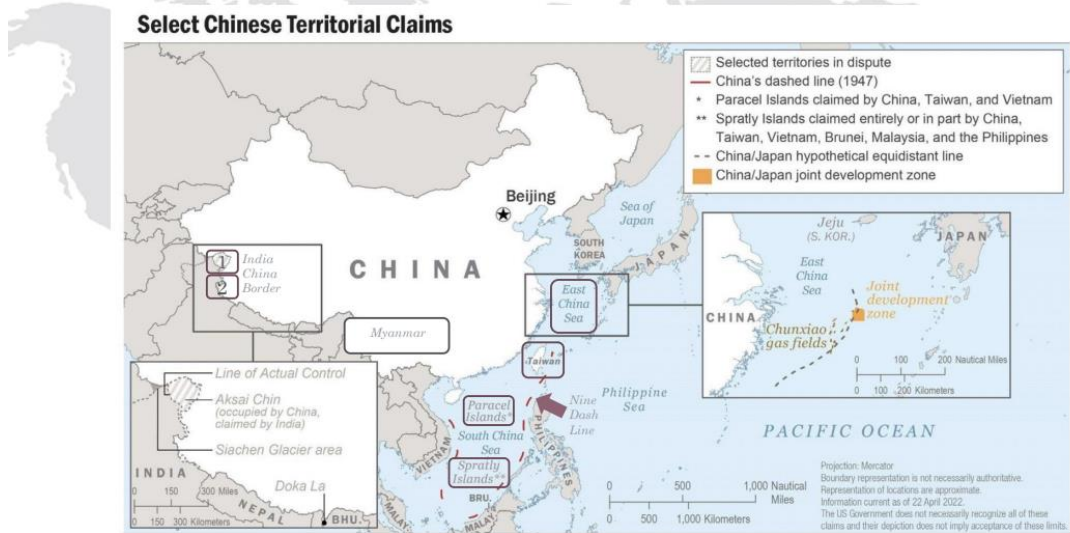 Select Chinese Territorial Claims
Selected territories in dispute
China's dashed line (1947)
* Paracel Islands claimed by China, Taiwan, and Vietnam
** Spratly Islands claimed entirely or in part by China,
Taiwan, Vietnam, Brunei, Malaysia, and the Philippines
China/Japan hypothetical equidistant line
China/Japan joint development zone
Beijing
Sea of
Japan
SOUTH
KOREA
JAPAN
CHINA
1
2
India
China
Border
Myanmar
East
China
Sea
Taiwan
Jeju
(S. KOR.)
JAPAN
East
China
Sea
Joint
development
zone
CHINA
Chunxiao
gas fields
0 100 200 Nautical Miles
0 100 200 Kilometers
Line of Actual Control
Aksai Chin
(occupied by China,
claimed by India)
Siachen Glacier area
INDIA
0 150 300 Miles
Doka La
NEPAL
BHU.
0 150 300 Kilometers
Paracel
Islands*
Nine
Dash
Line
Philippine
Sea
South China
Sea
VIETNAM
PHILIPPINES
Spratly
Islands**
BRU.
MALAY
MALAY
PACIFIC OCEAN
0 500 1,000 Nautical
Miles
0 500 1,000 Kilometers
Projection: Mercator
Boundary representation is not necessarily authoritative.
Representation of locations are approximate.
Information current as of 22 April 2022.
The US Government does not necessarily recognize all of these
claims and their depiction does not imply acceptance of these limits.